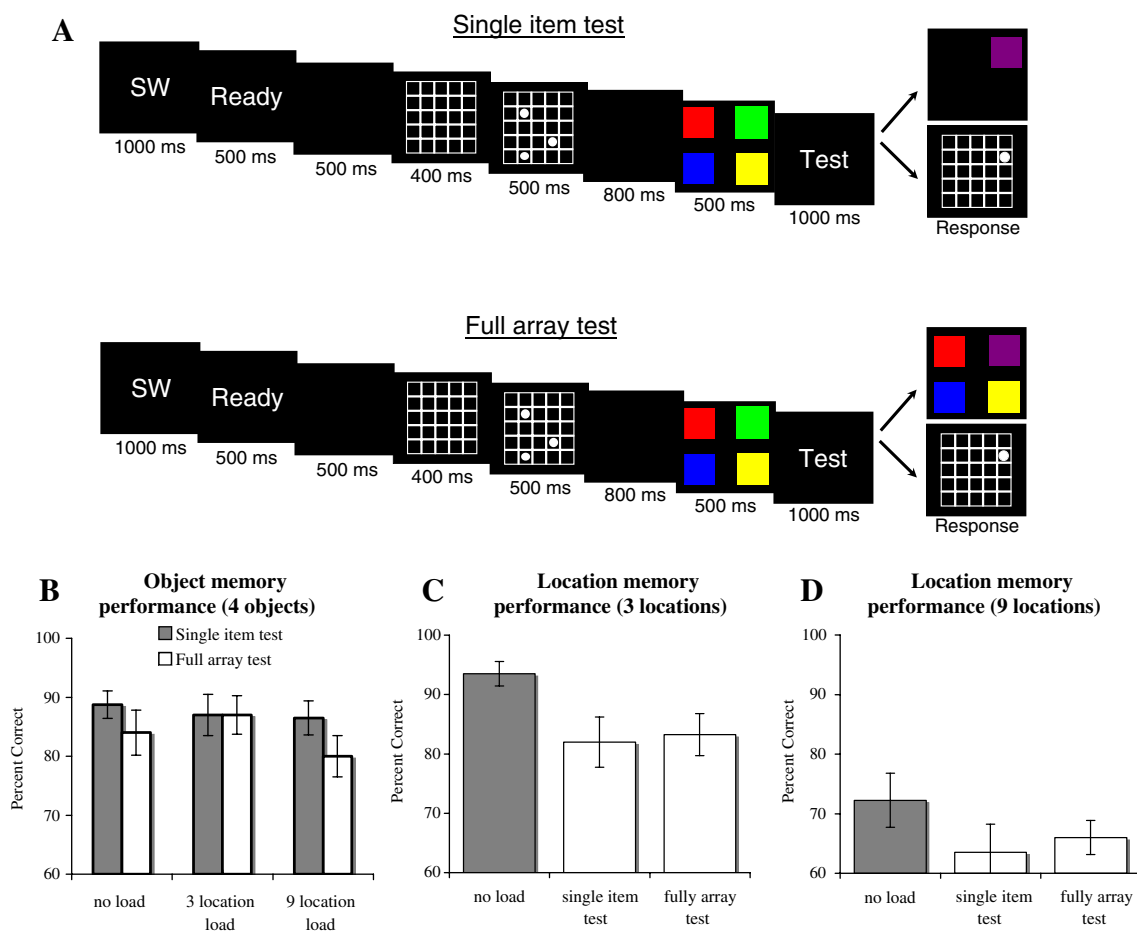 A
Single item test
SW
Ready
Test
1000 ms
500 ms
500 ms
400 ms
500 ms
800 ms
500 ms
1000 ms
Response
Full array test
SW
Ready
Test
1000 ms
500 ms
500 ms
400 ms
500 ms
800 ms
500 ms
1000 ms
Response
B
Object memory
performance (4 objects)
Single item test
Full array test
Percent Correct
100
90
80
70
60
no load
3 location
load
9 location
load
C
Location memory
performance (3 locations)
Percent Correct
100
90
80
70
60
no load
single item
test
fully array
test
D
Location memory
performance (9 locations)
Percent Correct
100
90
80
70
60
no load
single item
test
fully array
test